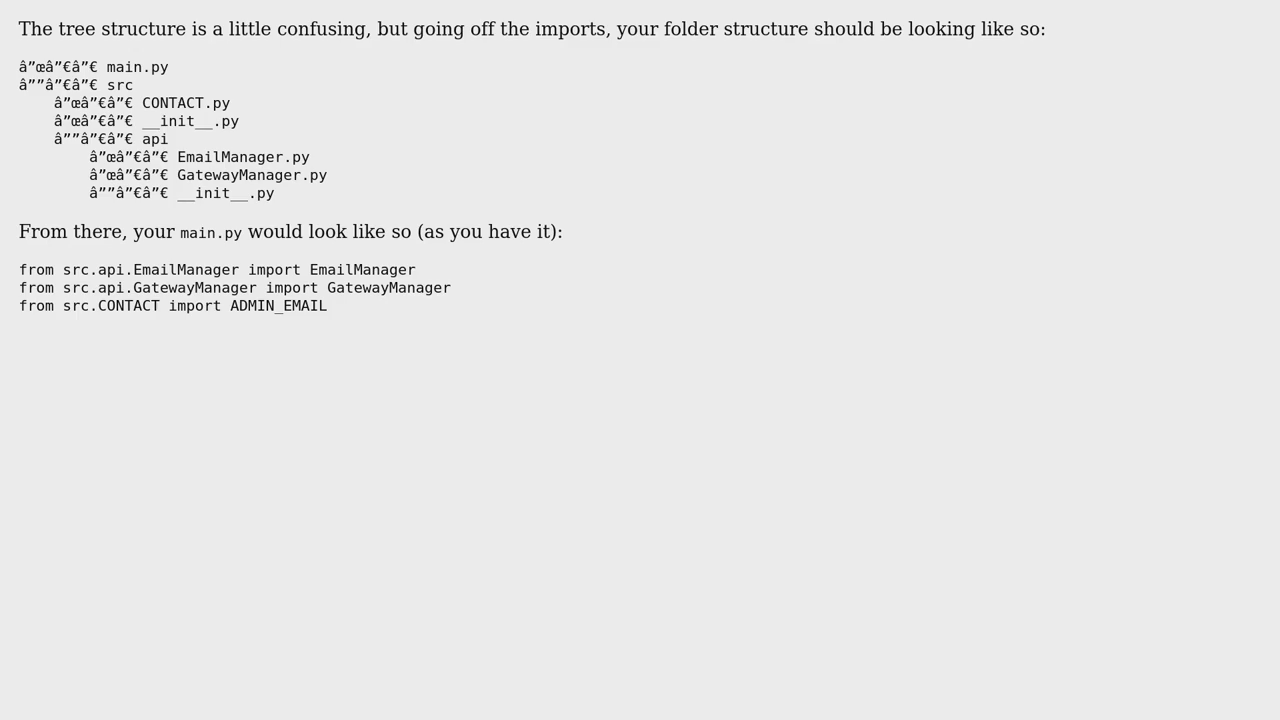 The tree structure is a little confusing, but going off the imports, your folder structure should be looking like so:
â”œâ”€â”€ main.py
â””â”€â”€ src
    â”œâ”€â”€ CONTACT.py
    â”œâ”€â”€ __init__.py
    â””â”€â”€ api
        â”œâ”€â”€ EmailManager.py
        â”œâ”€â”€ GatewayManager.py
        â””â”€â”€ __init__.py
From there, your main.py would look like so (as you have it):
from src.api.EmailManager import EmailManager
from src.api.GatewayManager import GatewayManager
from src.CONTACT import ADMIN_EMAIL